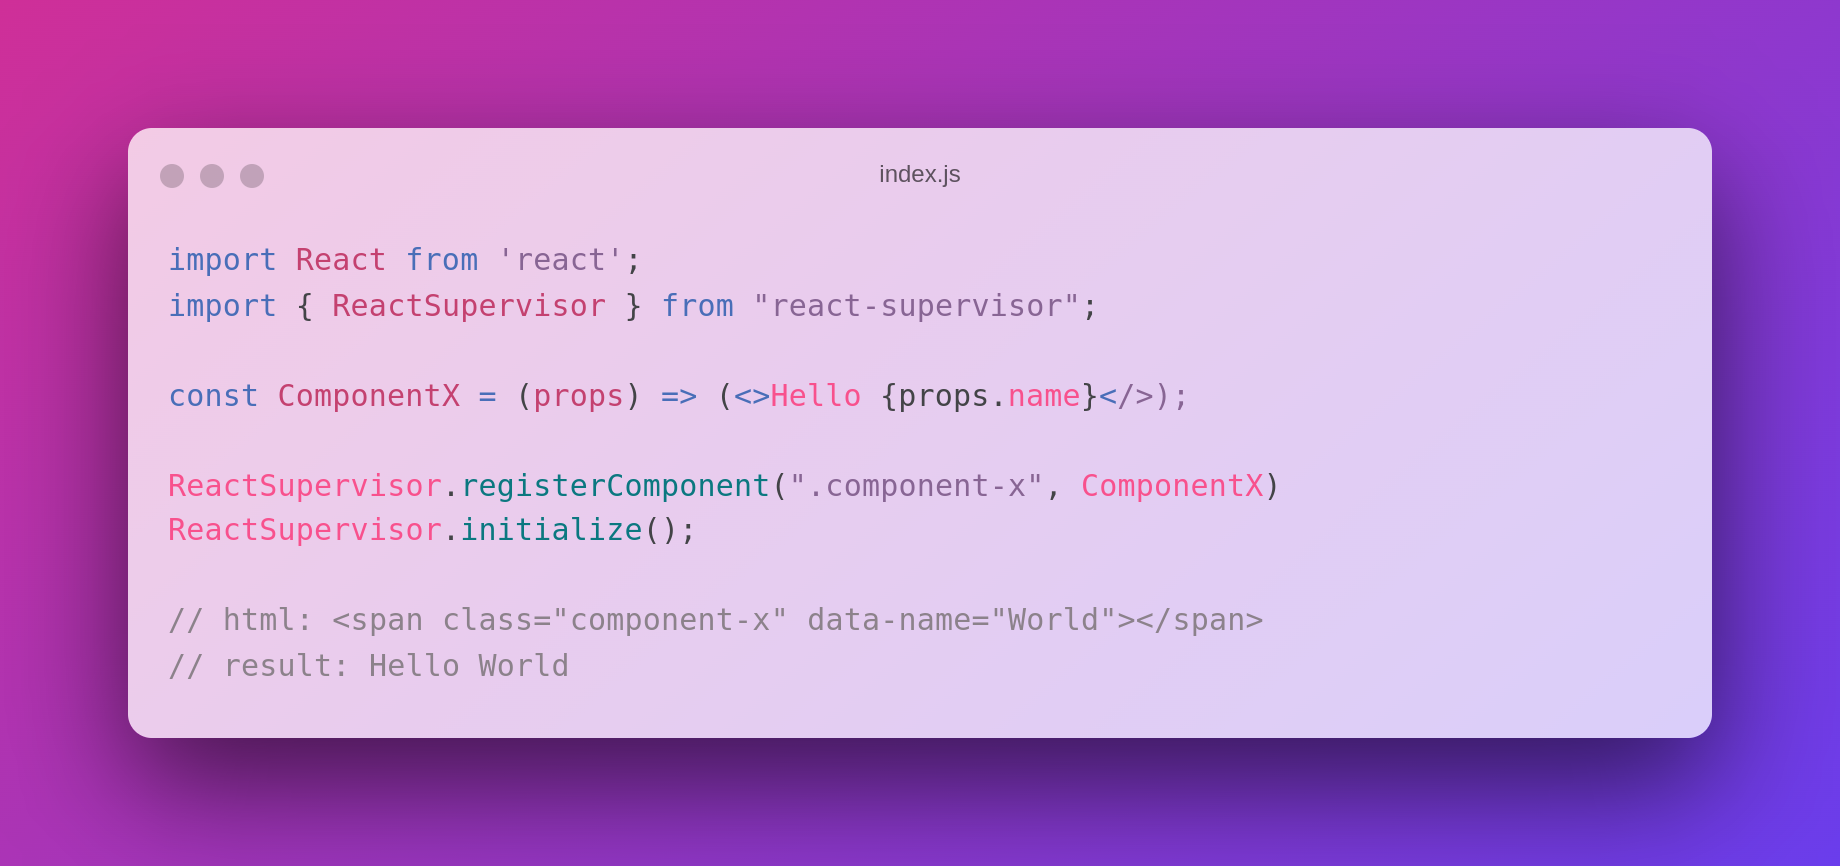 index.js
import React from 'react';
import { ReactSupervisor } from "react-supervisor";
const ComponentX = (props) => (<>Hello {props.name}</>);
ReactSupervisor.registerComponent(".component-x", ComponentX)
ReactSupervisor.initialize();
// html: <span class="component-x" data-name="World"></span>
// result: Hello World